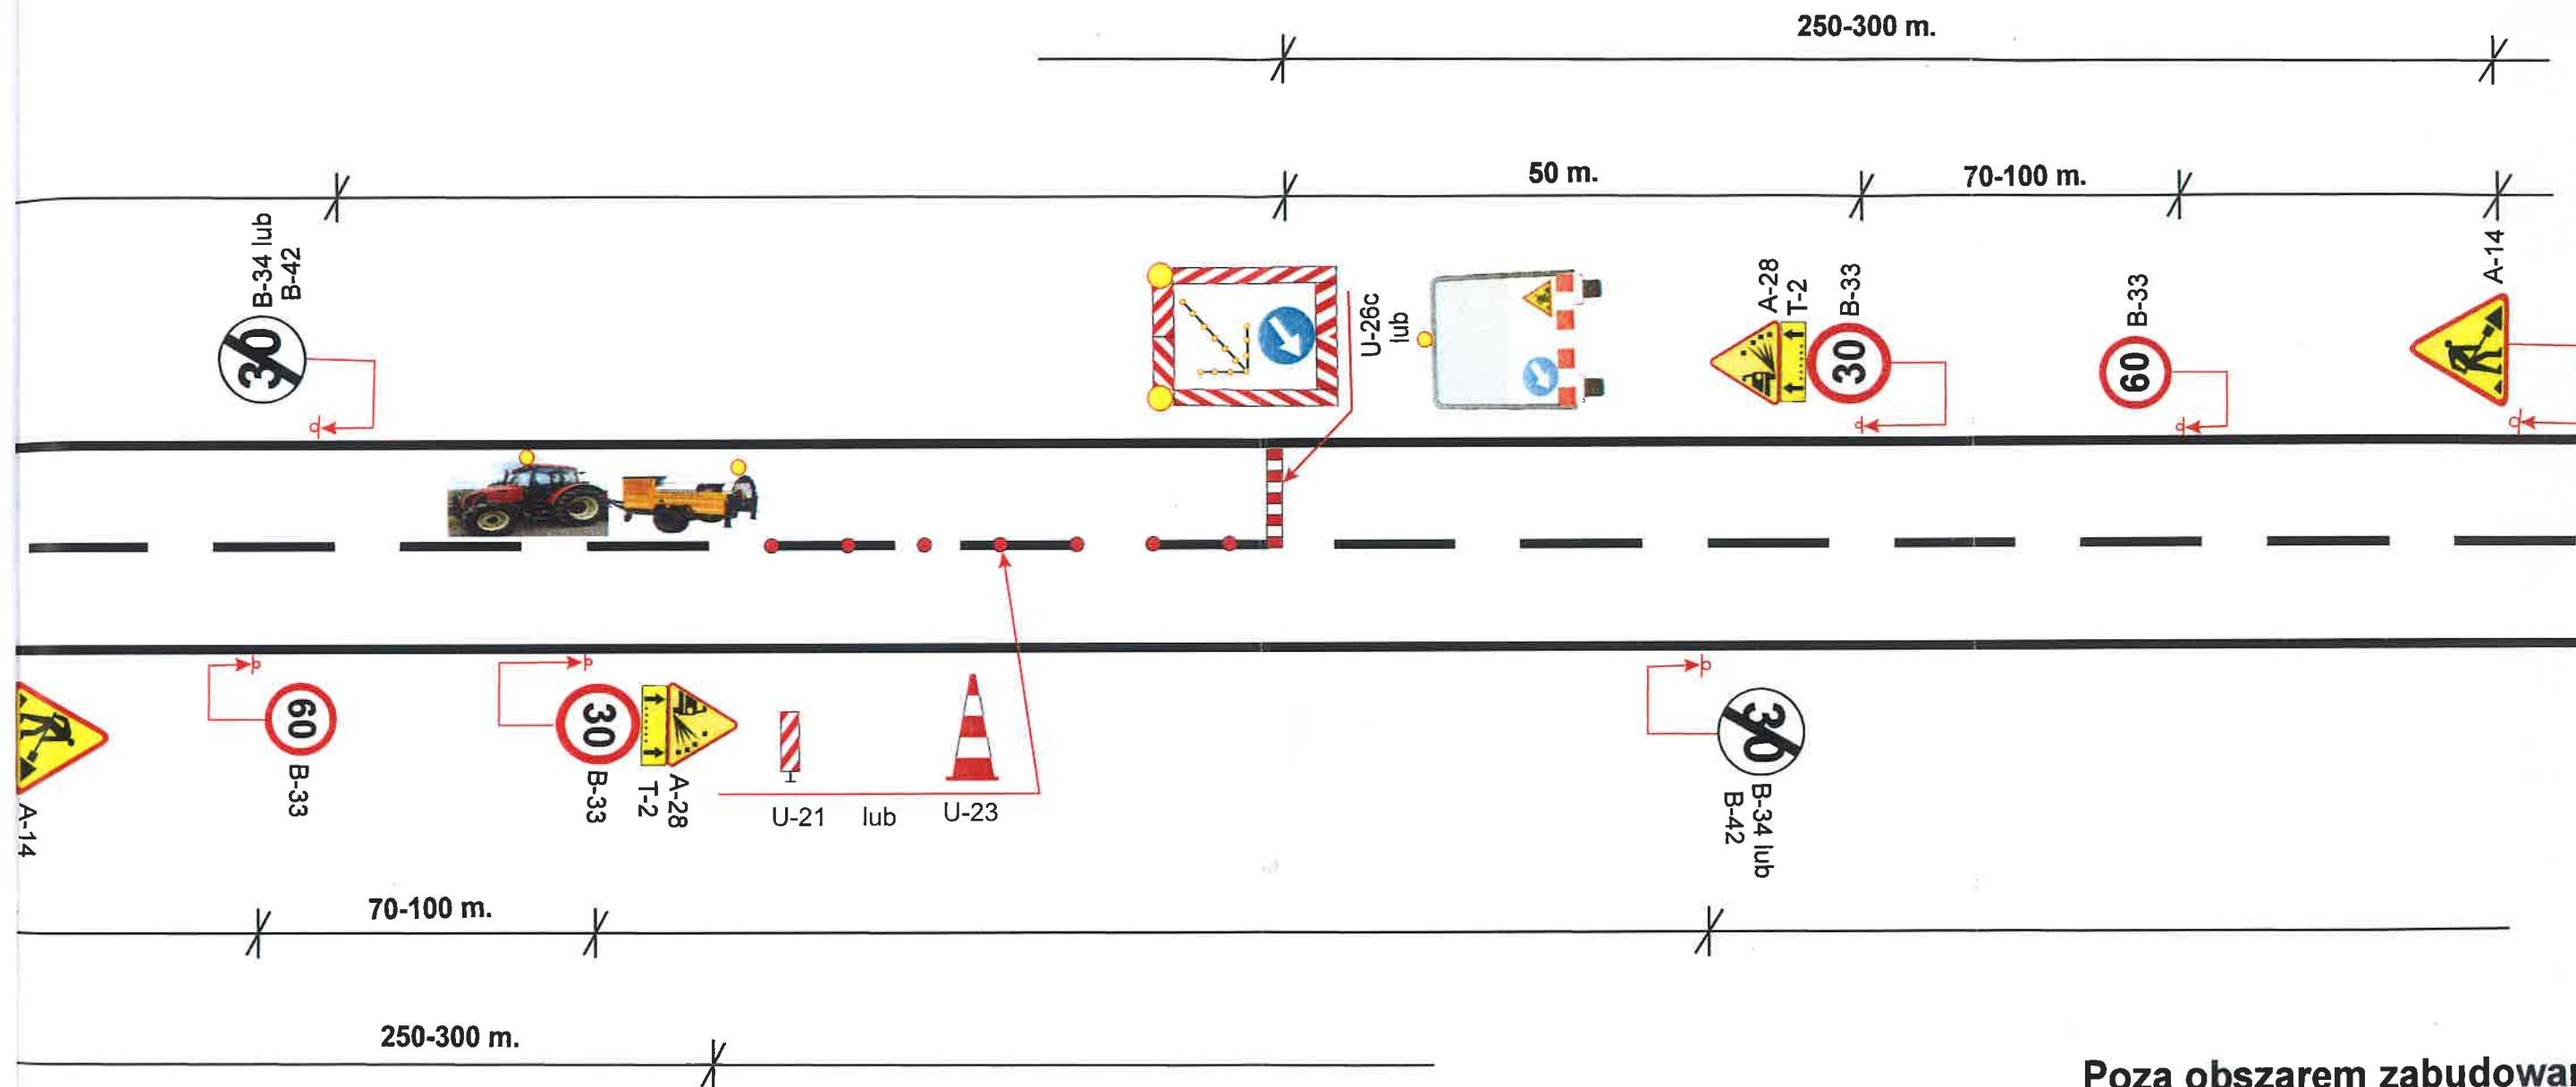 250-300 m.
50 m.
70-100 m.
B-34 lub
B-42
30
U-26c
lub
A-28
T-2
B-33
30
B-33
60
A-14
A-14
60
B-33
30
B-33
T-2
A-28
U-21 lub U-23
30
B-34 lub
B-42
70-100 m.
250-300 m.
Poza obszarem zabudowan